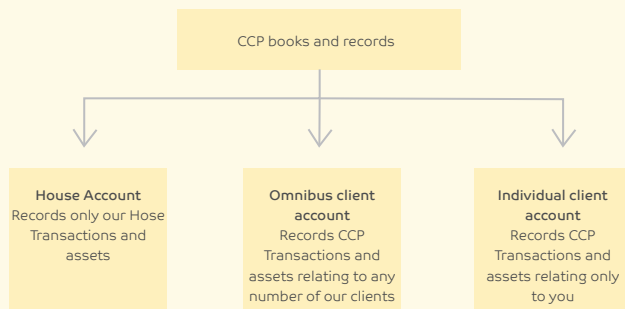 CCP books and records
House Account
Records only our Hose
Transactions and
assets
Omnibus client
account
Records CCP
Transactions and
assets relating to any
number of our clients
Individual client
account
Records CCP
Transactions and
assets relating only
to you